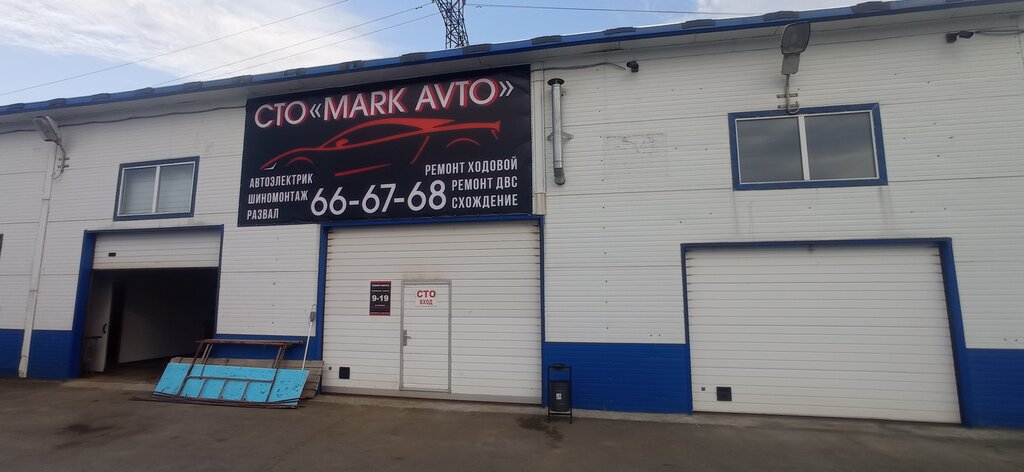 СТО «MARK AVTO»
АВТОЭЛЕКТРИК
ШИНОМОНТАЖ
РАЗВАЛ
66-67-68
РЕМОНТ ХОДОВОЙ
РЕМОНТ ДВС
СХОЖДЕНИЕ
9-19
СТО
ВХОД